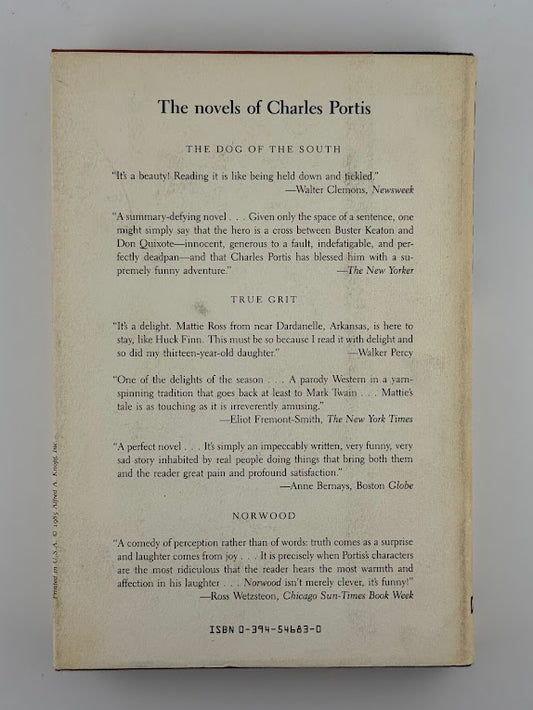 The novels of Charles Portis
THE DOG OF THE SOUTH
"It's a beauty! Reading it is like being held down and tickled."
—Walter Clemons, Newsweek
"A summary-defying novel . . . Given only the space of a sentence, one
might simply say that the hero is a cross between Buster Keaton and
Don Quixote—innocent, generous to a fault, indefatigable, and per-
fectly deadpan—and that Charles Portis has blessed him with a su-
premely funny adventure." —The New Yorker
TRUE GRIT
"It's a delight. Mattie Ross from near Dardanelle, Arkansas, is here to
stay, like Huck Finn. This must be so because I read it with delight and
so did my thirteen-year-old daughter." —Walker Percy
"One of the delights of the season . . . A parody Western in a yarn-
spinning tradition that goes back at least to Mark Twain . . . Mattie's
tale is as touching as it is irreverently amusing."
—Eliot Fremont-Smith, The New York Times
"A perfect novel . . . It's simply an impeccably written, very funny, very
sad story inhabited by real people doing things that bring both them
and the reader great pain and profound satisfaction."
—Anne Bernays, Boston Globe
NORWOOD
"A comedy of perception rather than of words: truth comes as a surprise
and laughter comes from joy . . . It is precisely when Portis's characters
are the most ridiculous that the reader hears the most warmth and
affection in his laughter . . . Norwood isn't merely clever, it's funny!"
—Ross Wetzsteon, Chicago Sun-Times Book Week
ISBN 0-394-54683-0
Printed in U.S.A. © 1985 Alfred A. Knopf, Inc.